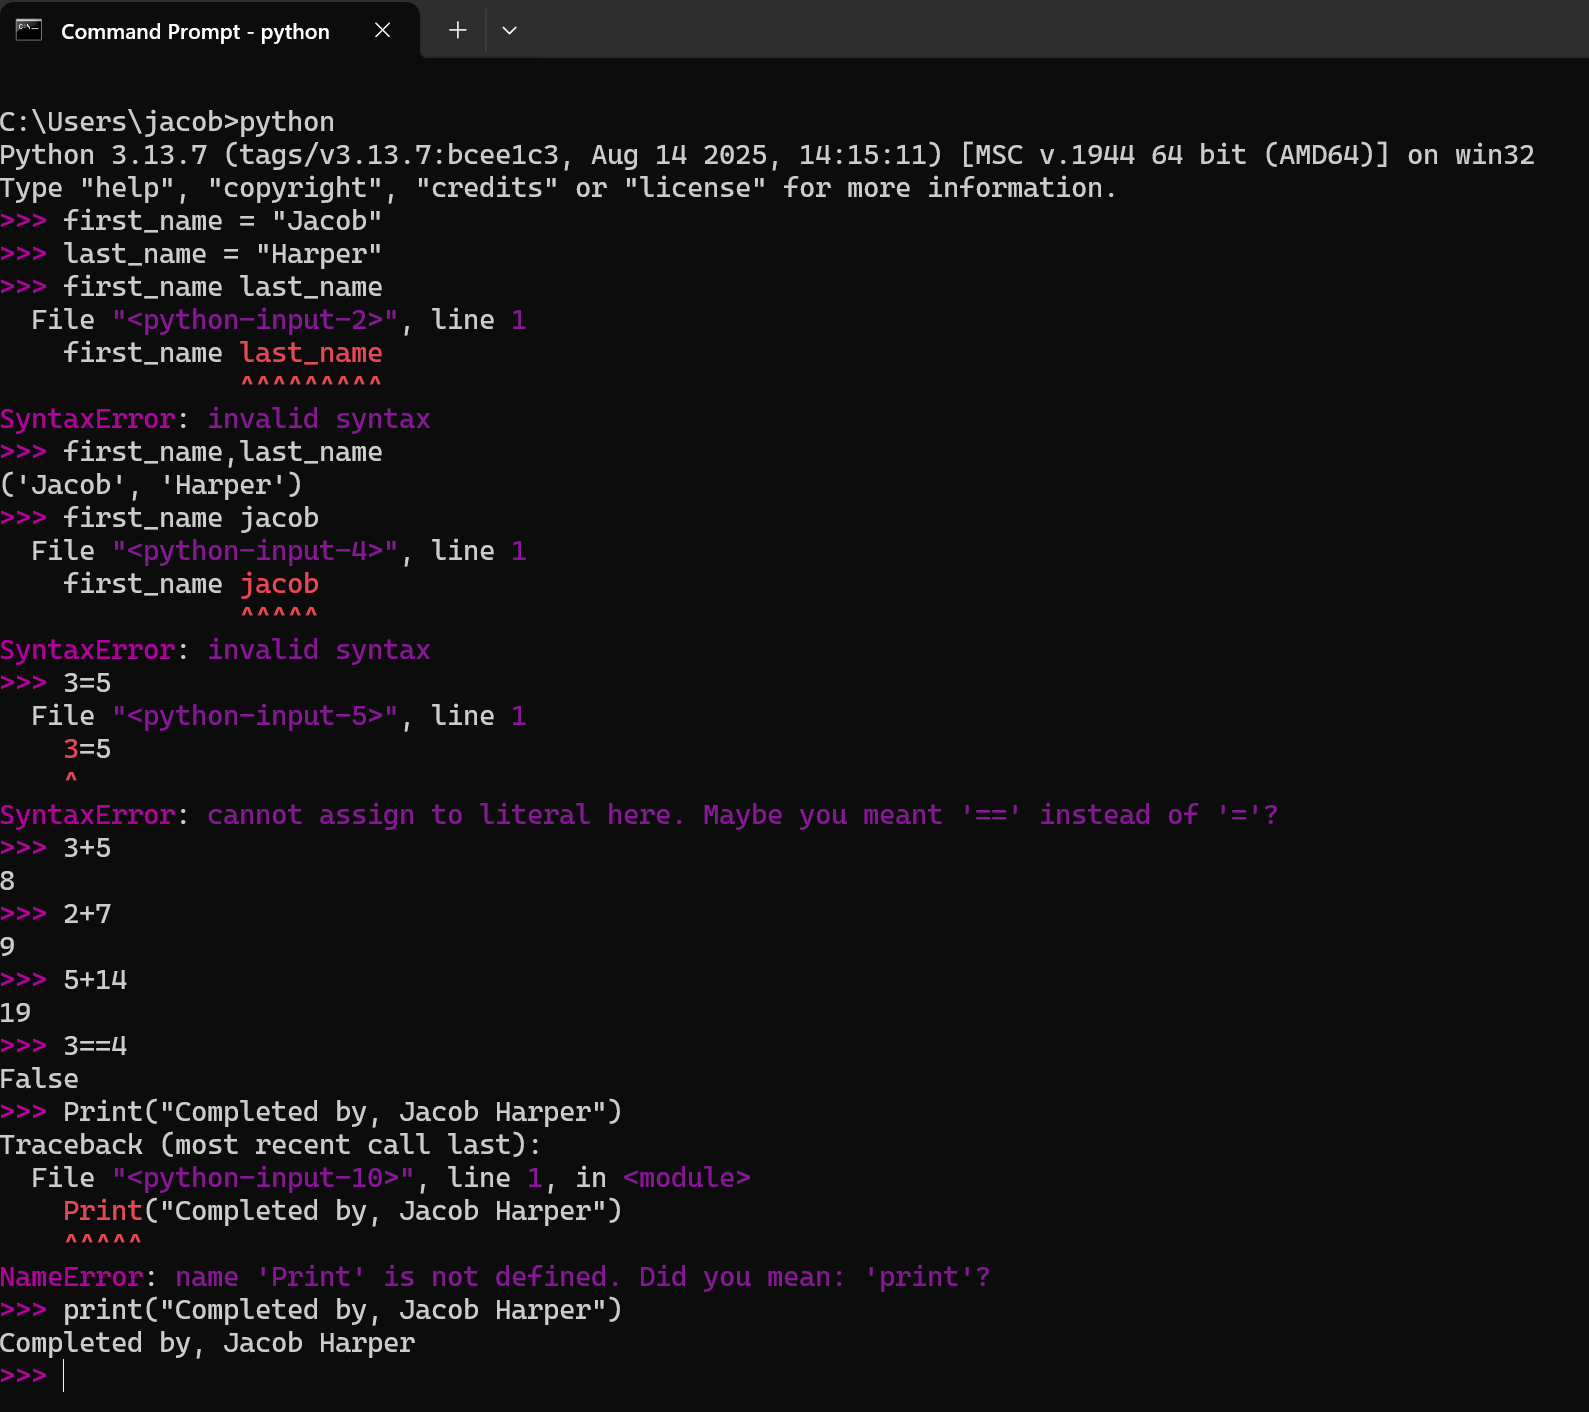 Command Prompt - python
C:\Users\jacob>python
Python 3.13.7 (tags/v3.13.7:bcee1c3, Aug 14 2025, 14:15:11) [MSC v.1944 64 bit (AMD64)] on win32
Type "help", "copyright", "credits" or "license" for more information.
>>> first_name = "Jacob"
>>> last_name = "Harper"
>>> first_name last_name
  File "<python-input-2>", line 1
    first_name last_name
               ^^^^^^^^^
SyntaxError: invalid syntax
>>> first_name,last_name
('Jacob', 'Harper')
>>> first_name jacob
  File "<python-input-4>", line 1
    first_name jacob
               ^^^^^
SyntaxError: invalid syntax
>>> 3=5
  File "<python-input-5>", line 1
    3=5
    ^
SyntaxError: cannot assign to literal here. Maybe you meant '==' instead of '='?
>>> 3+5
8
>>> 2+7
9
>>> 5+14
19
>>> 3==4
False
>>> Print("Completed by, Jacob Harper")
Traceback (most recent call last):
  File "<python-input-10>", line 1, in <module>
    Print("Completed by, Jacob Harper")
    ^^^^^
NameError: name 'Print' is not defined. Did you mean: 'print'?
>>> print("Completed by, Jacob Harper")
Completed by, Jacob Harper
>>>